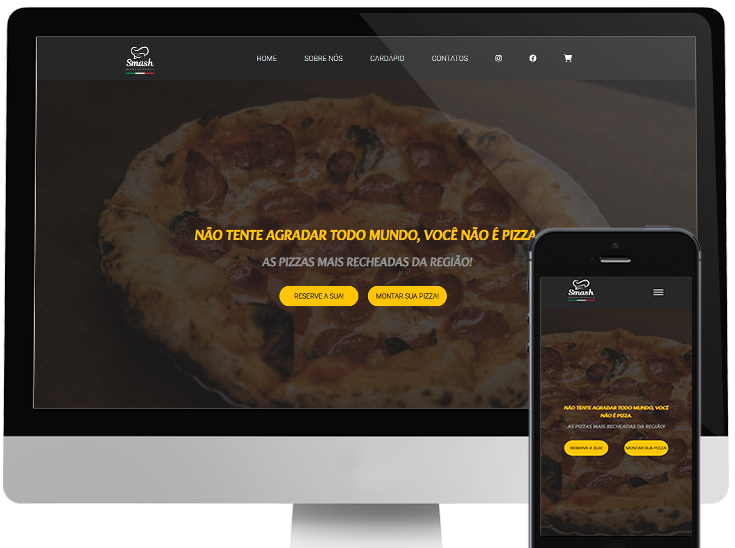 Smash
HOME SOBRE NÓS CARDÁPIO CONTATOS
NÃO TENTE AGRADAR TODO MUNDO, VOCÊ NÃO É PIZZA
AS PIZZAS MAIS RECHEADAS DA REGIÃO!
RESERVE A SUA! MONTAR SUA PIZZA!
Smash
NÃO TENTE AGRADAR TODO MUNDO, VOCÊ
NÃO É PIZZA.
AS PIZZAS MAIS RECHEADAS DA REGIÃO!
RESERVE A SUA! MONTAR SUA PIZZA!